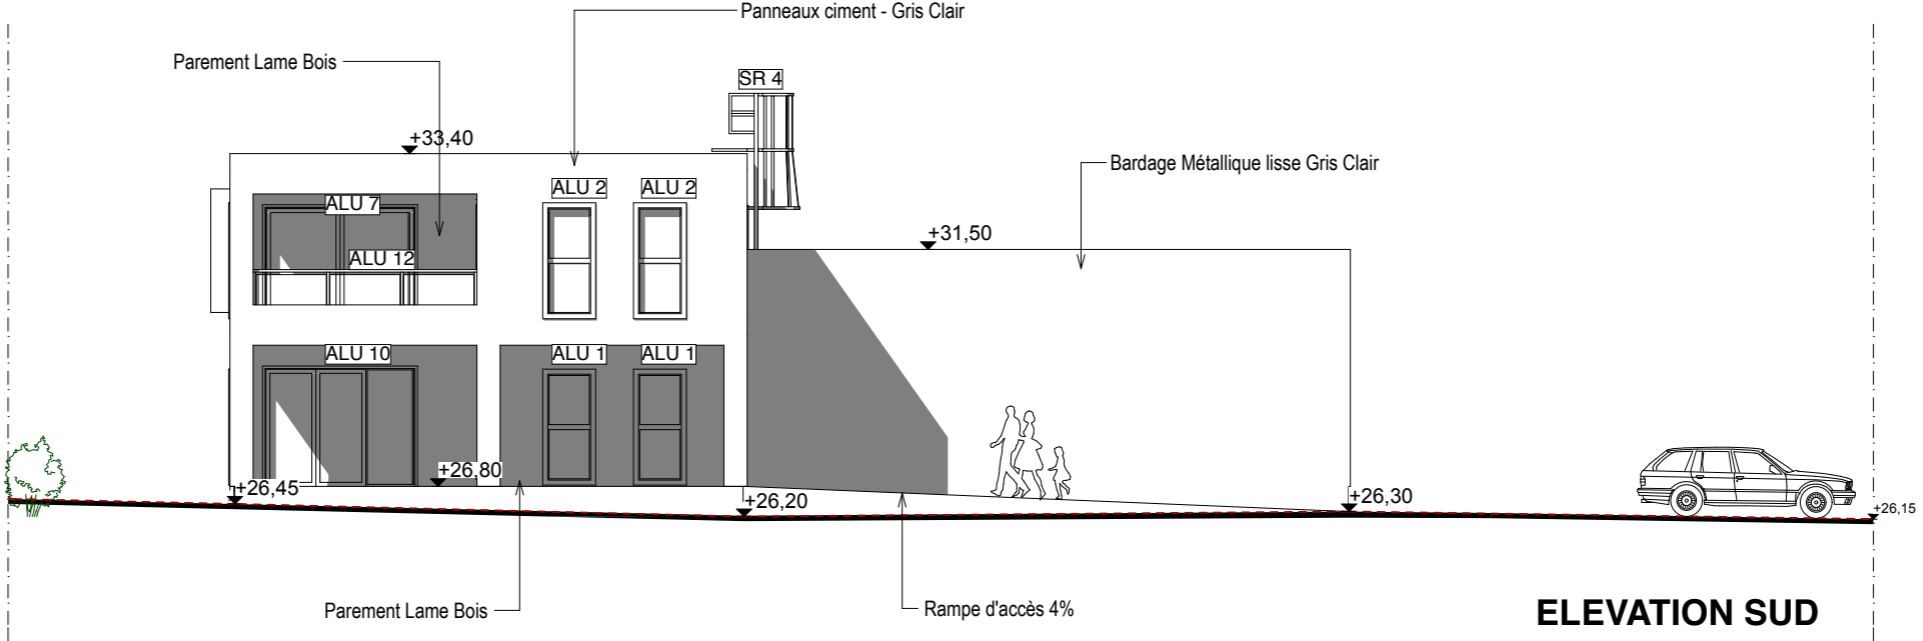 Panneaux ciment - Gris Clair
Parement Lame Bois
SR 4
+33,40
Bardage Métallique lisse Gris Clair
ALU 2
ALU 2
ALU 7
+31,50
ALU 12
ALU 10
ALU 1
ALU 1
+26,80
+26,45
+26,20
+26,30
+26,15
Parement Lame Bois
Rampe d'accès 4%
ELEVATION SUD